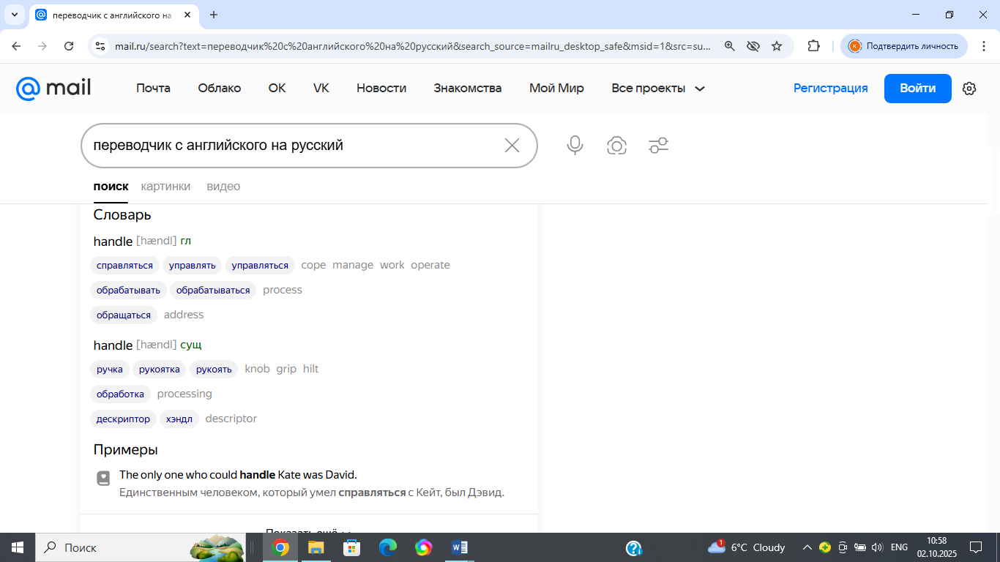 переводчик с английского на
mail.ru/search?text=переводчик%20с%20английского%20на%20русский&search_source=mailru_desktop_safe&msid=1&src=su...
К Подтвердить личность
@mail Почта Облако OK VK Новости Знакомства Мой Мир Все проекты Регистрация Войти
переводчик с английского на русский
поиск картинки видео
Словарь
handle [hændl] гл
справляться управлять управляться cope manage work operate
обрабатывать обрабатываться process
обращаться address
handle [hændl] сущ
ручка рукоятка рукоять knob grip hilt
обработка processing
дескриптор хэндл descriptor
Примеры
The only one who could handle Kate was David.
Единственным человеком, который умел справляться с Кейт, был Дэвид.
Показать ещё
Поиск
1 6°C Cloudy
ENG
10:58
02.10.2025